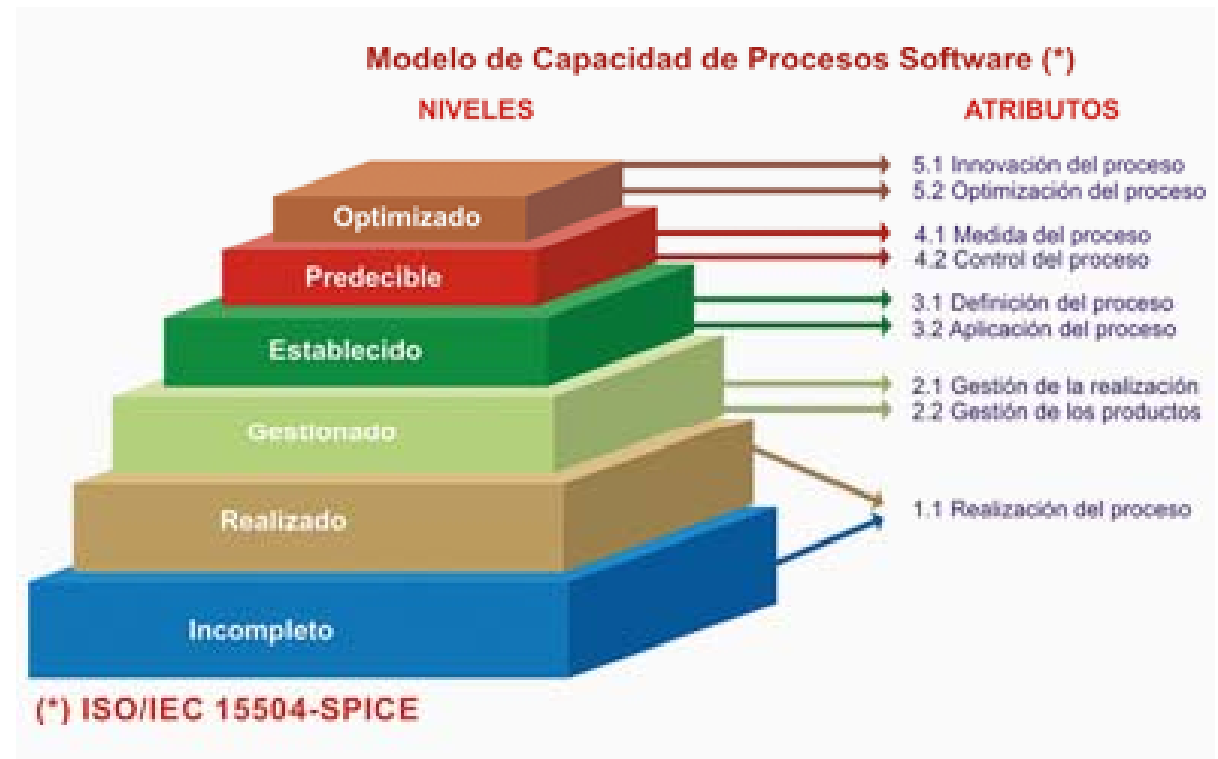 Modelo de Capacidad de Procesos Software (*)
NIVELES
ATRIBUTOS
Optimizado
5.1 Innovación del proceso
5.2 Optimización del proceso
Predecible
4.1 Medida del proceso
4.2 Control del proceso
Establecido
3.1 Definición del proceso
3.2 Aplicación del proceso
Gestionado
2.1 Gestión de la realización
2.2 Gestión de los productos
Realizado
1.1 Realización del proceso
Incompleto
(*) ISO/IEC 15504-SPICE